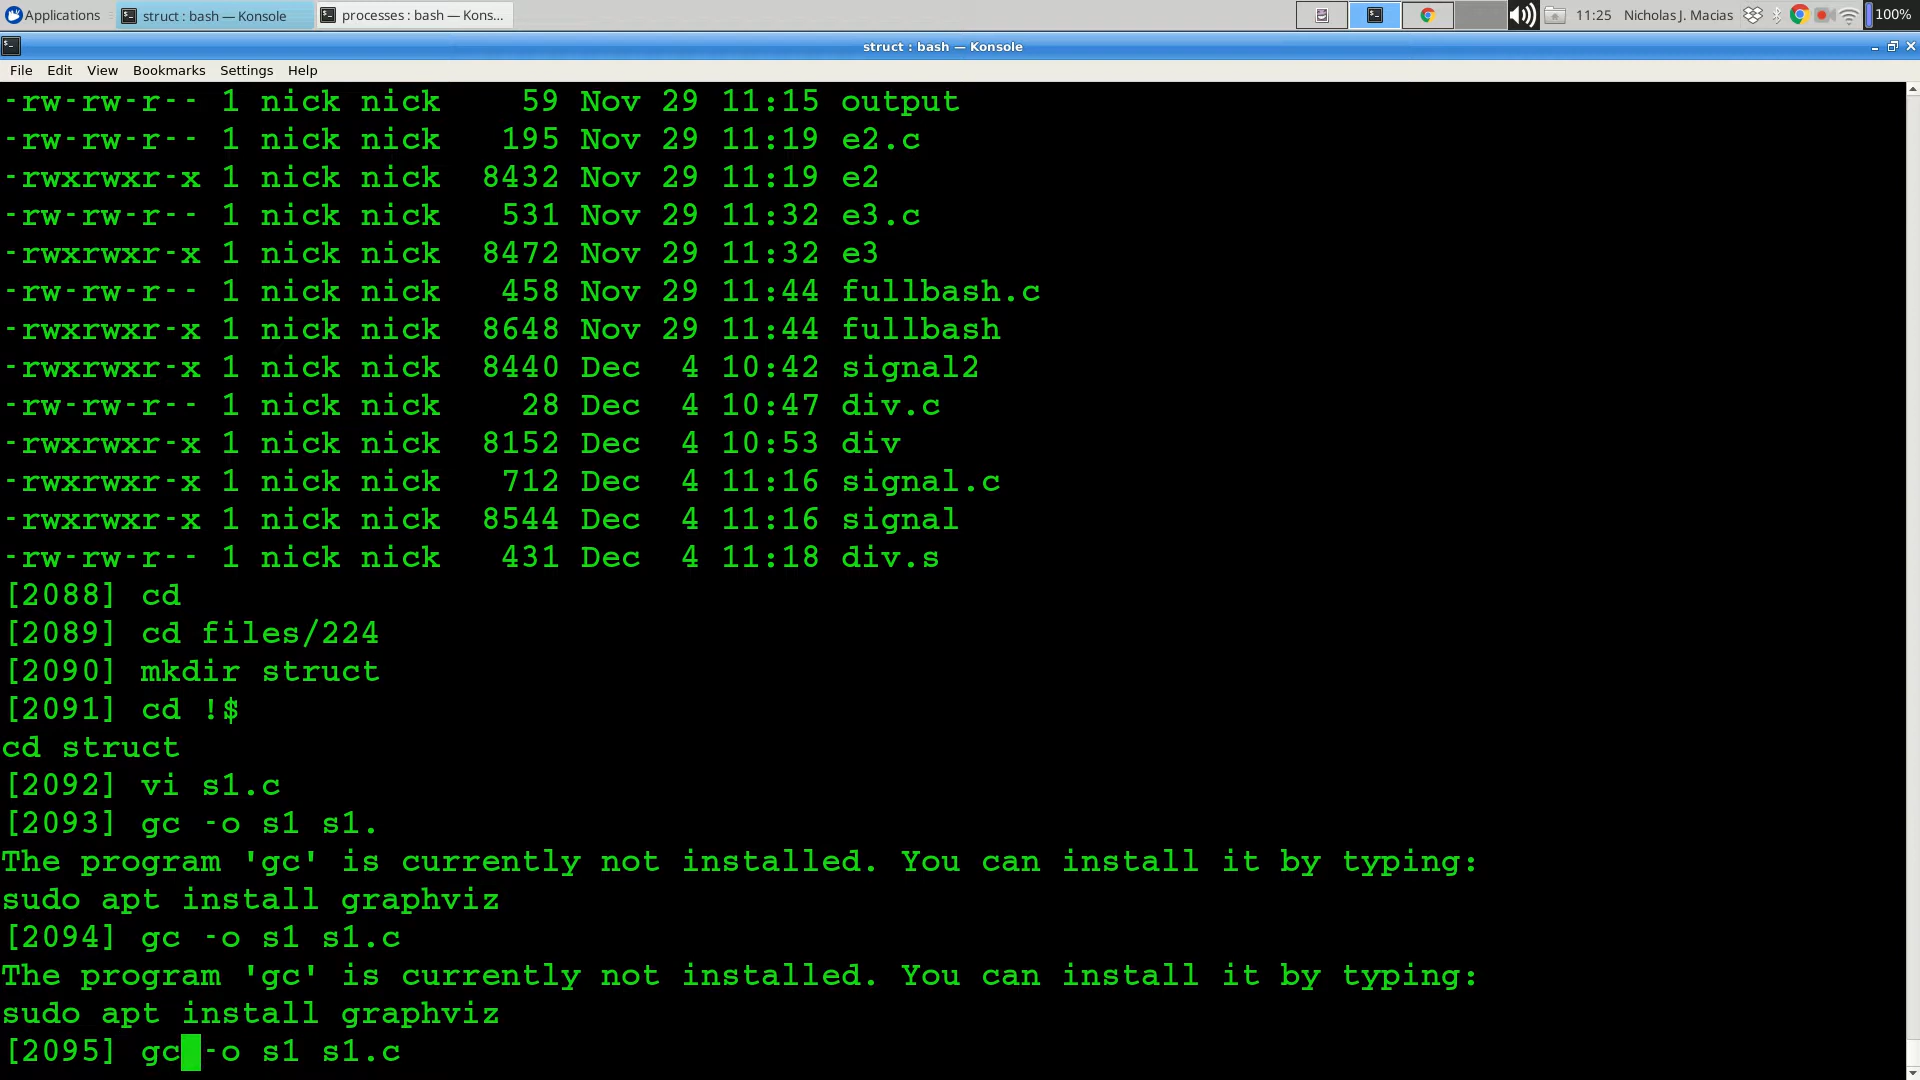 Applications struct : bash — Konsole processes : bash — Kons... 11:25 Nicholas J. Macias 100%
struct : bash — Konsole
File Edit View Bookmarks Settings Help
-rw-rw-r-- 1 nick nick 59 Nov 29 11:15 output
-rw-rw-r-- 1 nick nick 195 Nov 29 11:19 e2.c
-rwxrwxr-x 1 nick nick 8432 Nov 29 11:19 e2
-rw-rw-r-- 1 nick nick 531 Nov 29 11:32 e3.c
-rwxrwxr-x 1 nick nick 8472 Nov 29 11:32 e3
-rw-rw-r-- 1 nick nick 458 Nov 29 11:44 fullbash.c
-rwxrwxr-x 1 nick nick 8648 Nov 29 11:44 fullbash
-rwxrwxr-x 1 nick nick 8440 Dec 4 10:42 signal2
-rw-rw-r-- 1 nick nick 28 Dec 4 10:47 div.c
-rwxrwxr-x 1 nick nick 8152 Dec 4 10:53 div
-rwxrwxr-x 1 nick nick 712 Dec 4 11:16 signal.c
-rwxrwxr-x 1 nick nick 8544 Dec 4 11:16 signal
-rw-rw-r-- 1 nick nick 431 Dec 4 11:18 div.s
[2088] cd
[2089] cd files/224
[2090] mkdir struct
[2091] cd !$
cd struct
[2092] vi s1.c
[2093] gc -o s1 s1.
The program 'gc' is currently not installed. You can install it by typing:
sudo apt install graphviz
[2094] gc -o s1 s1.c
The program 'gc' is currently not installed. You can install it by typing:
sudo apt install graphviz
[2095] gc -o s1 s1.c